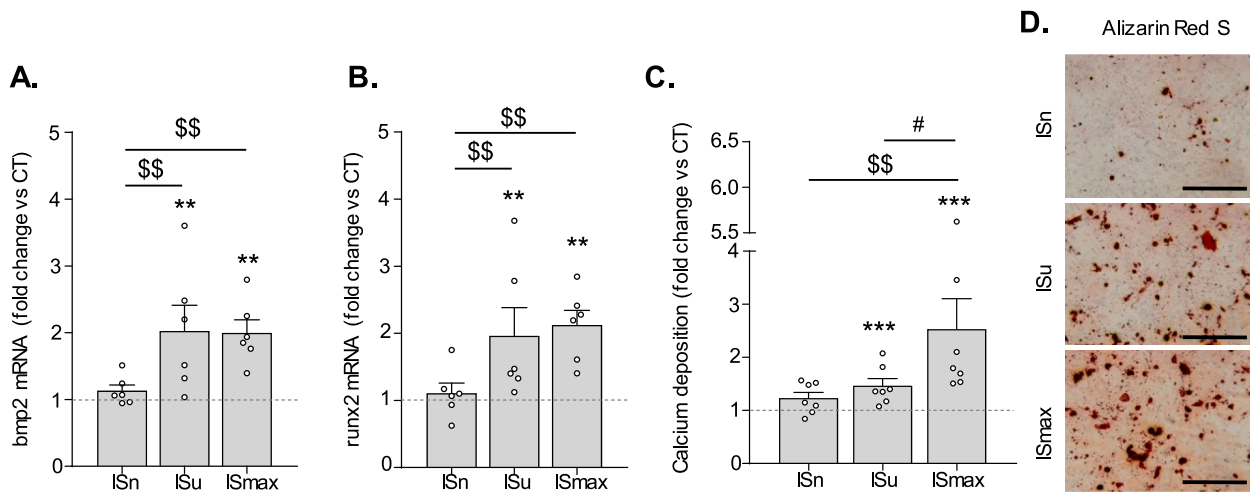 A.
bmp2 mRNA (fold change vs CT)
5
4
3
2
1
0
$$
$$
**
**
ISn
ISu
ISmax
B.
runx2 mRNA (fold change vs CT)
5
4
3
2
1
0
$$
$$
**
**
ISn
ISu
ISmax
C.
Calcium deposition (fold change vs CT)
6.5
6.0
5.5
4
3
2
1
0
#
$$
***
***
ISn
ISu
ISmax
D.
Alizarin Red S
ISn
ISu
ISmax